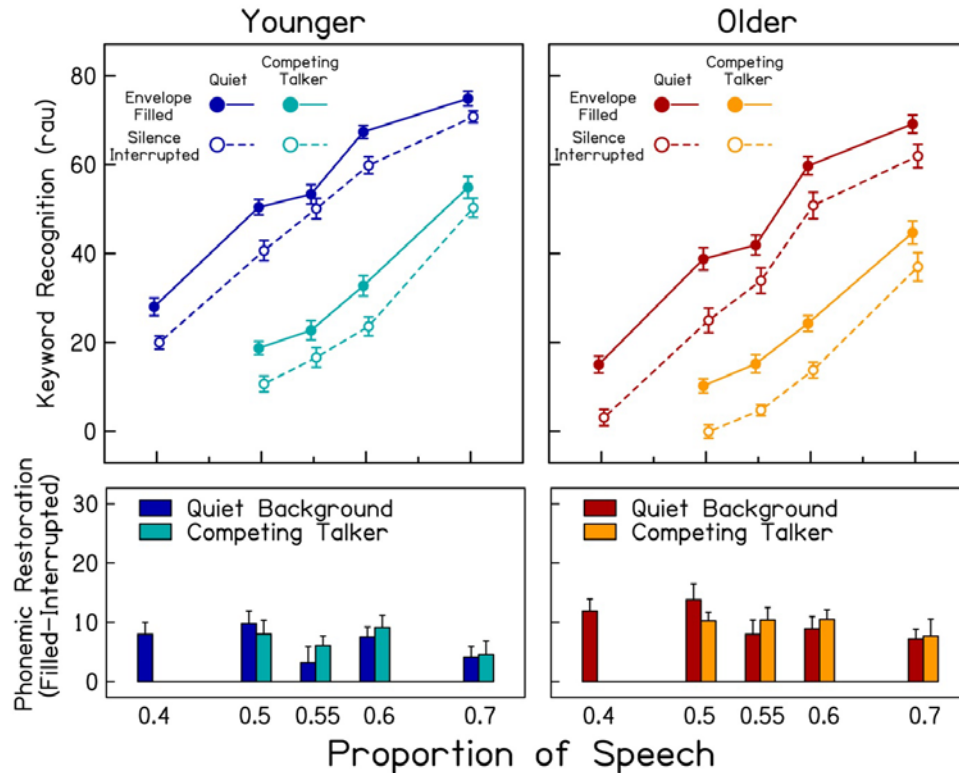 Younger
Older
Keyword Recognition (rau)
80
60
40
20
0
Quiet
Competing
Talker
Envelope
Filled
Silence
Interrupted
Quiet
Competing
Talker
Envelope
Filled
Silence
Interrupted
Phonemic Restoration
(Filled-Interrupted)
30
20
10
0
Quiet Background
Competing Talker
Quiet Background
Competing Talker
0.4 0.5 0.55 0.6 0.7
0.4 0.5 0.55 0.6 0.7
Proportion of Speech